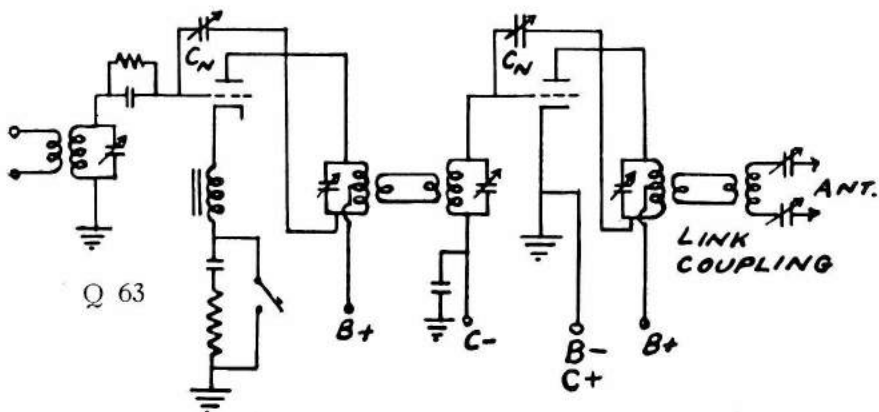 C_N
C_N
ANT.
LINK
COUPLING
Q 63
B+
C-
B-
C+
B+